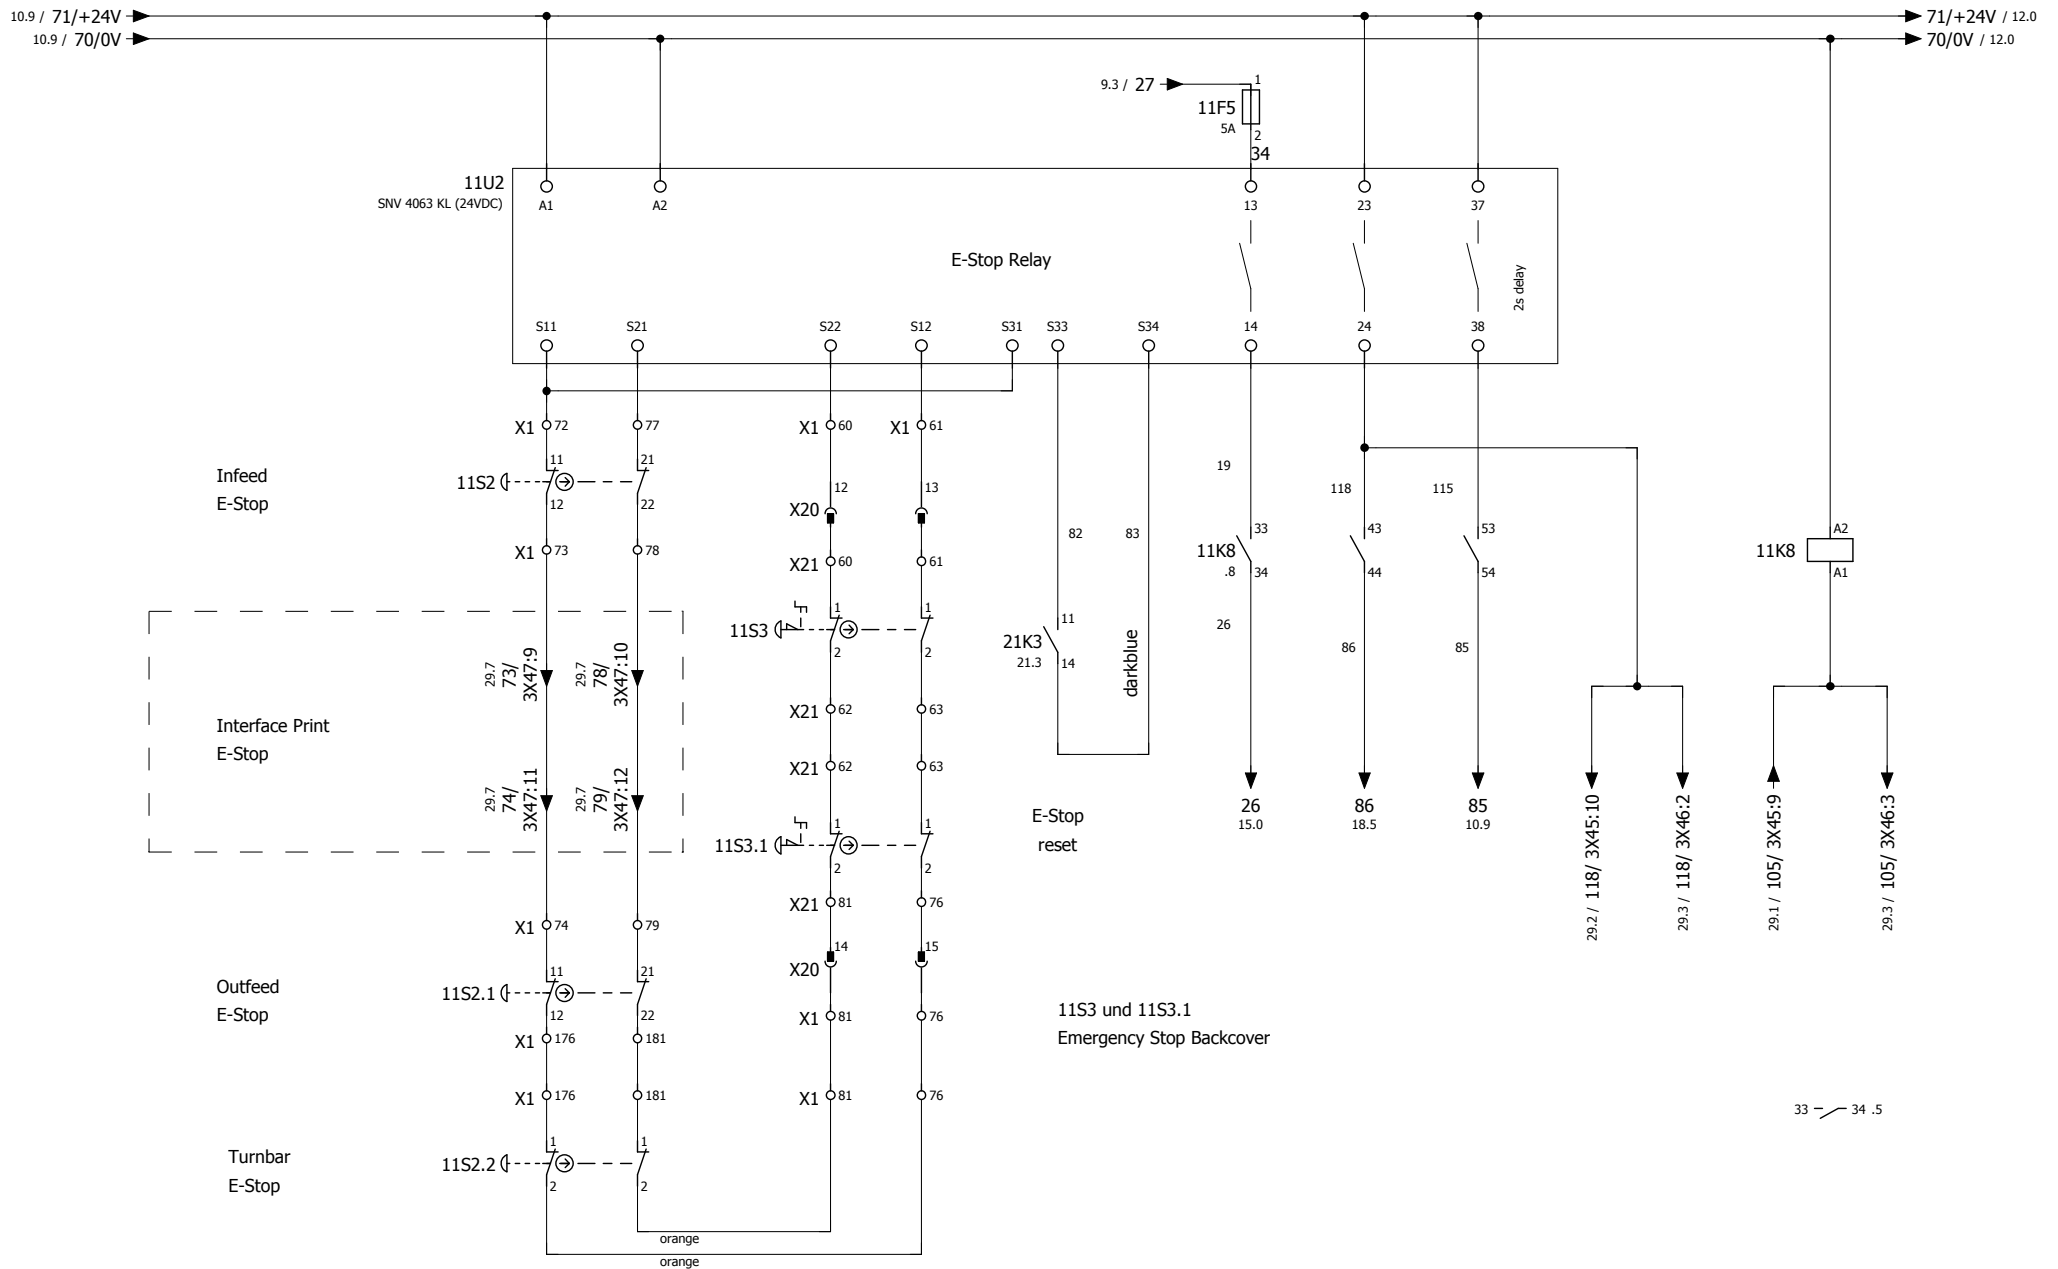 10.9 / 71/+24V
71/+24V / 12.0
10.9 / 70/0V
70/0V / 12.0
9.3 / 27
1
11F5
5A
2
34
11U2
SNV 4063 KL (24VDC)
A1
A2
13
23
37
E-Stop Relay
2s delay
S11
S21
S22
S12
S31
S33
S34
14
24
38
X1
72
77
X1
60
X1
61
Infeed
E-Stop
11S2
11
12
21
22
X1
73
78
12
13
X20
X21
60
61
11S3
1
2
1
2
X21
62
63
X21
62
63
11S3.1
1
2
1
2
X21
81
76
14
15
X20
X1
81
76
X1
81
76
Interface Print
E-Stop
29.7
73/
3X47:9
29.7
78/
3X47:10
29.7
74/
3X47:11
29.7
79/
3X47:12
X1
74
79
Outfeed
E-Stop
11S2.1
11
12
21
22
X1
176
181
X1
176
181
Turnbar
E-Stop
11S2.2
1
2
1
2
orange
orange
82
83
21K3
21.3
11
14
darkblue
E-Stop
reset
11S3 und 11S3.1
Emergency Stop Backcover
19
118
115
11K8
.8
33
34
43
44
53
54
26
86
85
26
15.0
86
18.5
85
10.9
11K8
A2
A1
29.2 / 118/ 3X45:10
29.3 / 118/ 3X46:2
29.1 / 105/ 3X45:9
29.3 / 105/ 3X46:3
33
34 .5